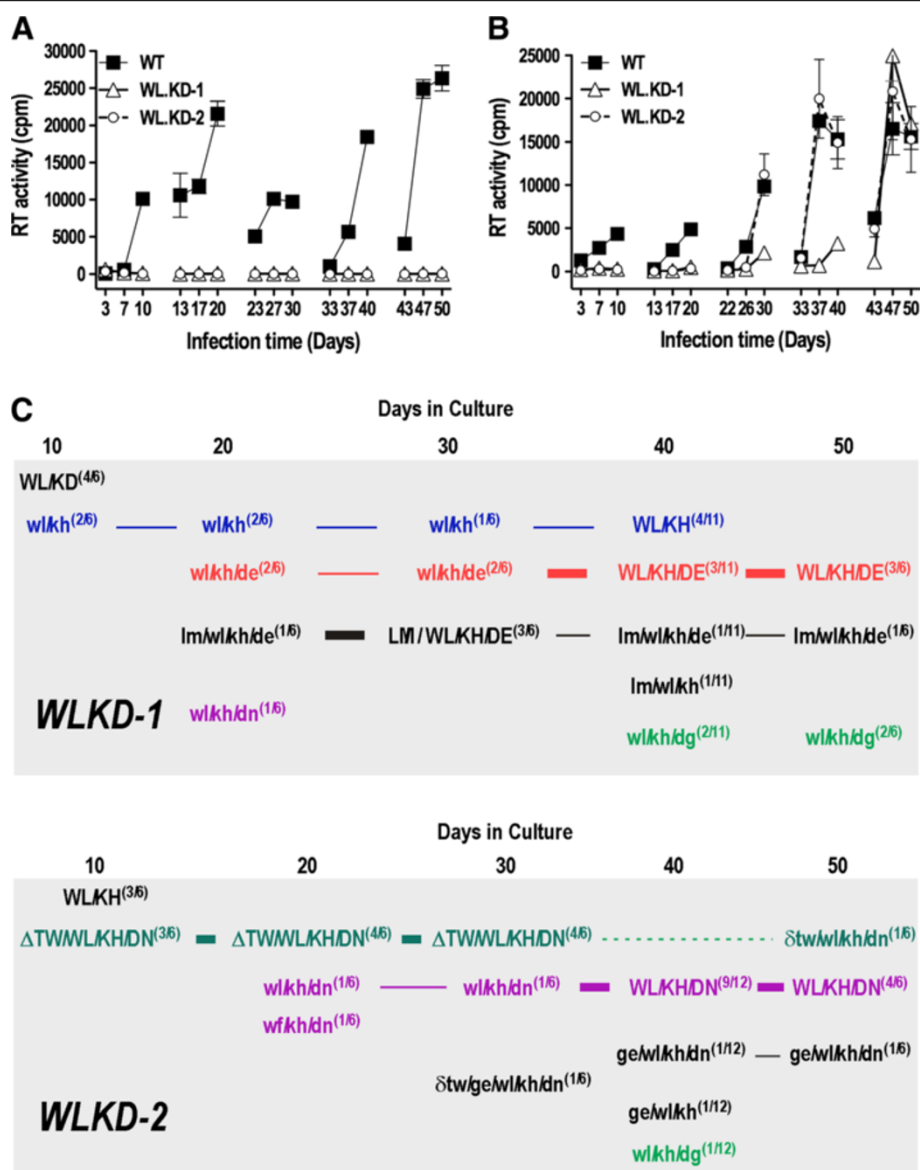 A
30000
25000
20000
15000
10000
5000
0
RT activity (cpm)
WT
WL.KD-1
WL.KD-2
3 7 10 13 17 20 23 27 30 33 37 40 43 47 50
Infection time (Days)
B
25000
20000
15000
10000
5000
0
RT activity (cpm)
WT
WL.KD-1
WL.KD-2
3 7 10 13 17 20 22 26 30 33 37 40 43 47 50
Infection time (Days)
C
Days in Culture
10 20 30 40 50
WL/KD(4/6)
wl/kh(2/6) wl/kh(2/6) wl/kh(1/6) WL/KH(4/11)
wl/kh/de(2/6) wl/kh/de(2/6) WL/KH/DE(3/11) WL/KH/DE(3/6)
lm/wl/kh/de(1/6) LM/WL/KH/DE(3/6) lm/wl/kh/de(1/11) lm/wl/kh/de(1/6)
lm/wl/kh(1/11)
WLKD-1 wl/kh/dn(1/6)
wl/kh/dg(2/11) wl/kh/dg(2/6)
Days in Culture
10 20 30 40 50
WL/KH(3/6)
ΔTW/WL/KH/DN(3/6) ΔTW/WL/KH/DN(4/6) ΔTW/WL/KH/DN(4/6) δtw/wl/kh/dn(1/6)
wl/kh/dn(1/6) wl/kh/dn(1/6) WL/KH/DN(9/12) WL/KH/DN(4/6)
wf/kh/dn(1/6)
ge/wl/kh/dn(1/12) ge/wl/kh/dn(1/6)
δtw/ge/wl/kh/dn(1/6)
WLKD-2 ge/wl/kh(1/12)
wl/kh/dg(1/12)